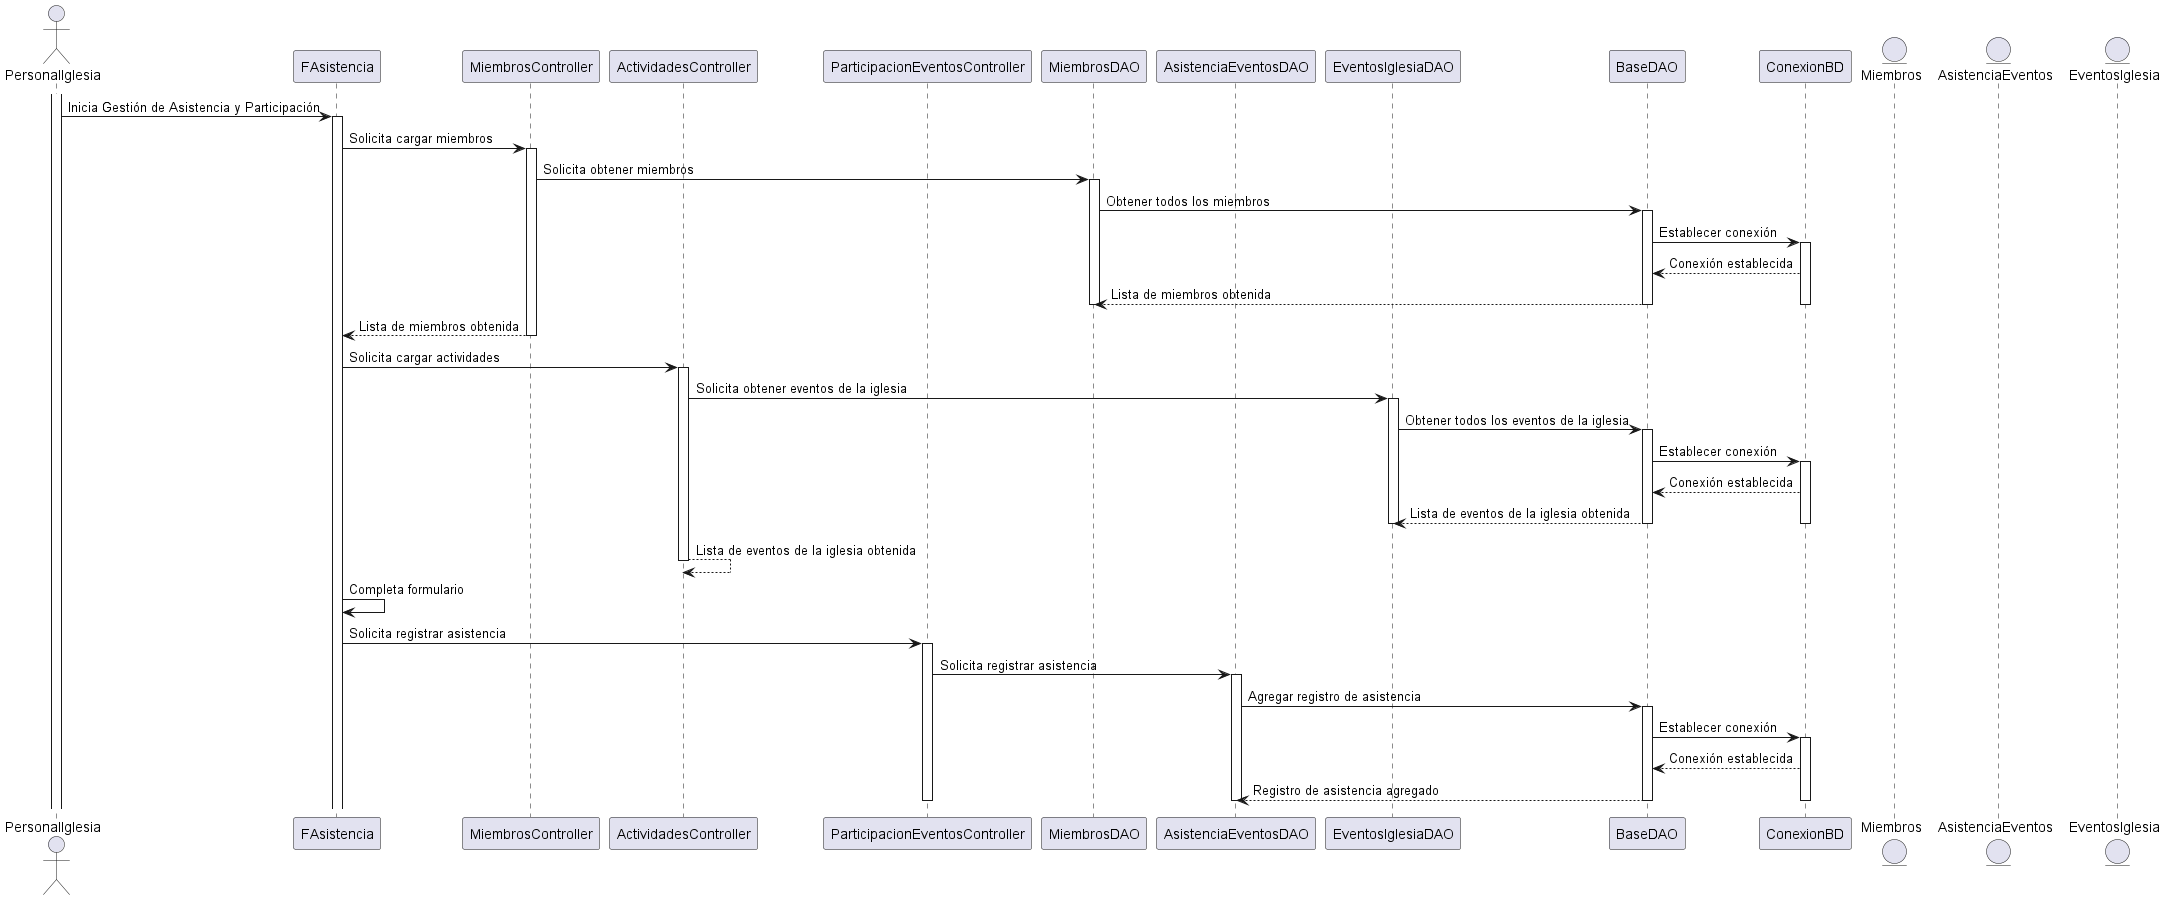 PersonalIglesia
FAsistencia
MiembrosController
ActividadesController
ParticipacionEventosController
MiembrosDAO
AsistenciaEventosDAO
EventosIglesiaDAO
BaseDAO
ConexionBD
Miembros
AsistenciaEventos
EventosIglesia
Inicia Gestión de Asistencia y Participación
Solicita cargar miembros
Solicita obtener miembros
Obtener todos los miembros
Establecer conexión
Conexión establecida
Lista de miembros obtenida
Lista de miembros obtenida
Solicita cargar actividades
Solicita obtener eventos de la iglesia
Obtener todos los eventos de la iglesia
Establecer conexión
Conexión establecida
Lista de eventos de la iglesia obtenida
Lista de eventos de la iglesia obtenida
Completa formulario
Solicita registrar asistencia
Solicita registrar asistencia
Agregar registro de asistencia
Establecer conexión
Conexión establecida
Registro de asistencia agregado
PersonalIglesia
FAsistencia
MiembrosController
ActividadesController
ParticipacionEventosController
MiembrosDAO
AsistenciaEventosDAO
EventosIglesiaDAO
BaseDAO
ConexionBD
Miembros
AsistenciaEventos
EventosIglesia